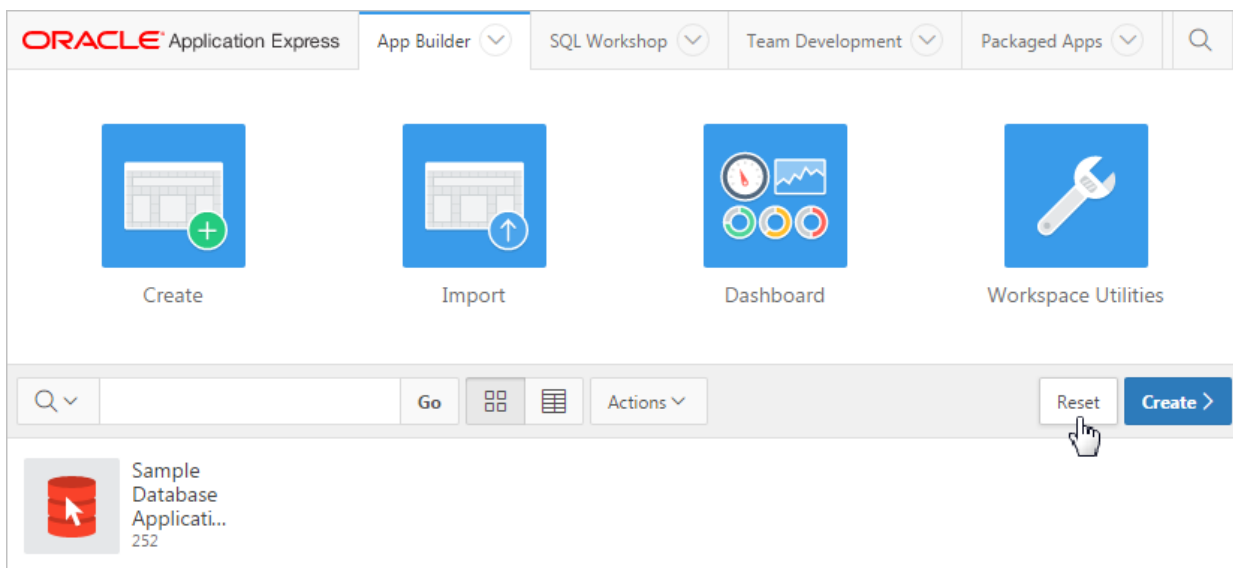 ORACLE Application Express App Builder SQL Workshop Team Development Packaged Apps
Create Import Dashboard Workspace Utilities
Go Actions Reset Create >
Sample
Database
Applicati...
252